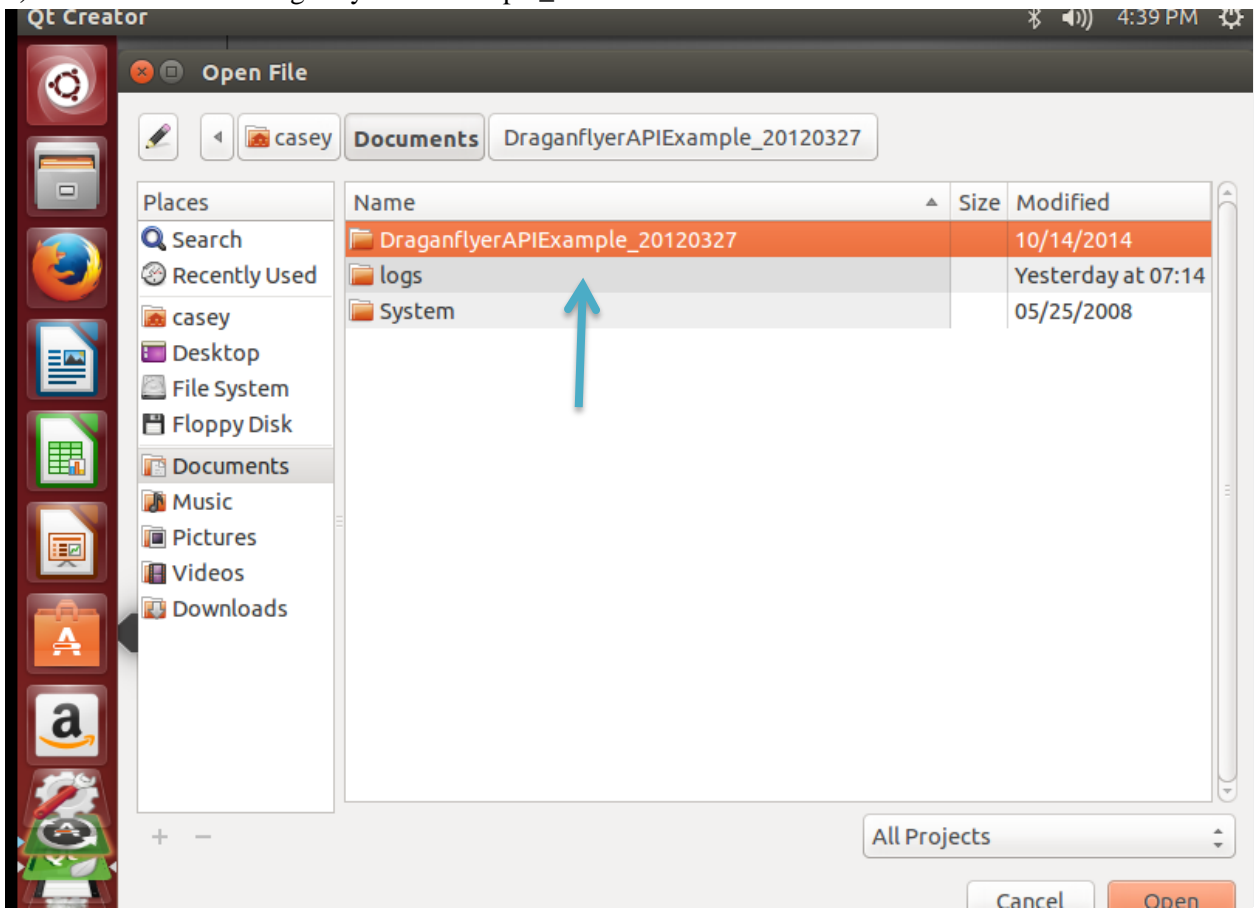 Qt Creator 4:39 PM
Open File
casey Documents DraganflyerAPIExample_20120327
Places Name Size Modified
Search DraganflyerAPIExample_20120327 10/14/2014
Recently Used logs Yesterday at 07:14
casey System 05/25/2008
Desktop
File System
Floppy Disk
Documents
Music
Pictures
Videos
Downloads
All Projects
Cancel Open